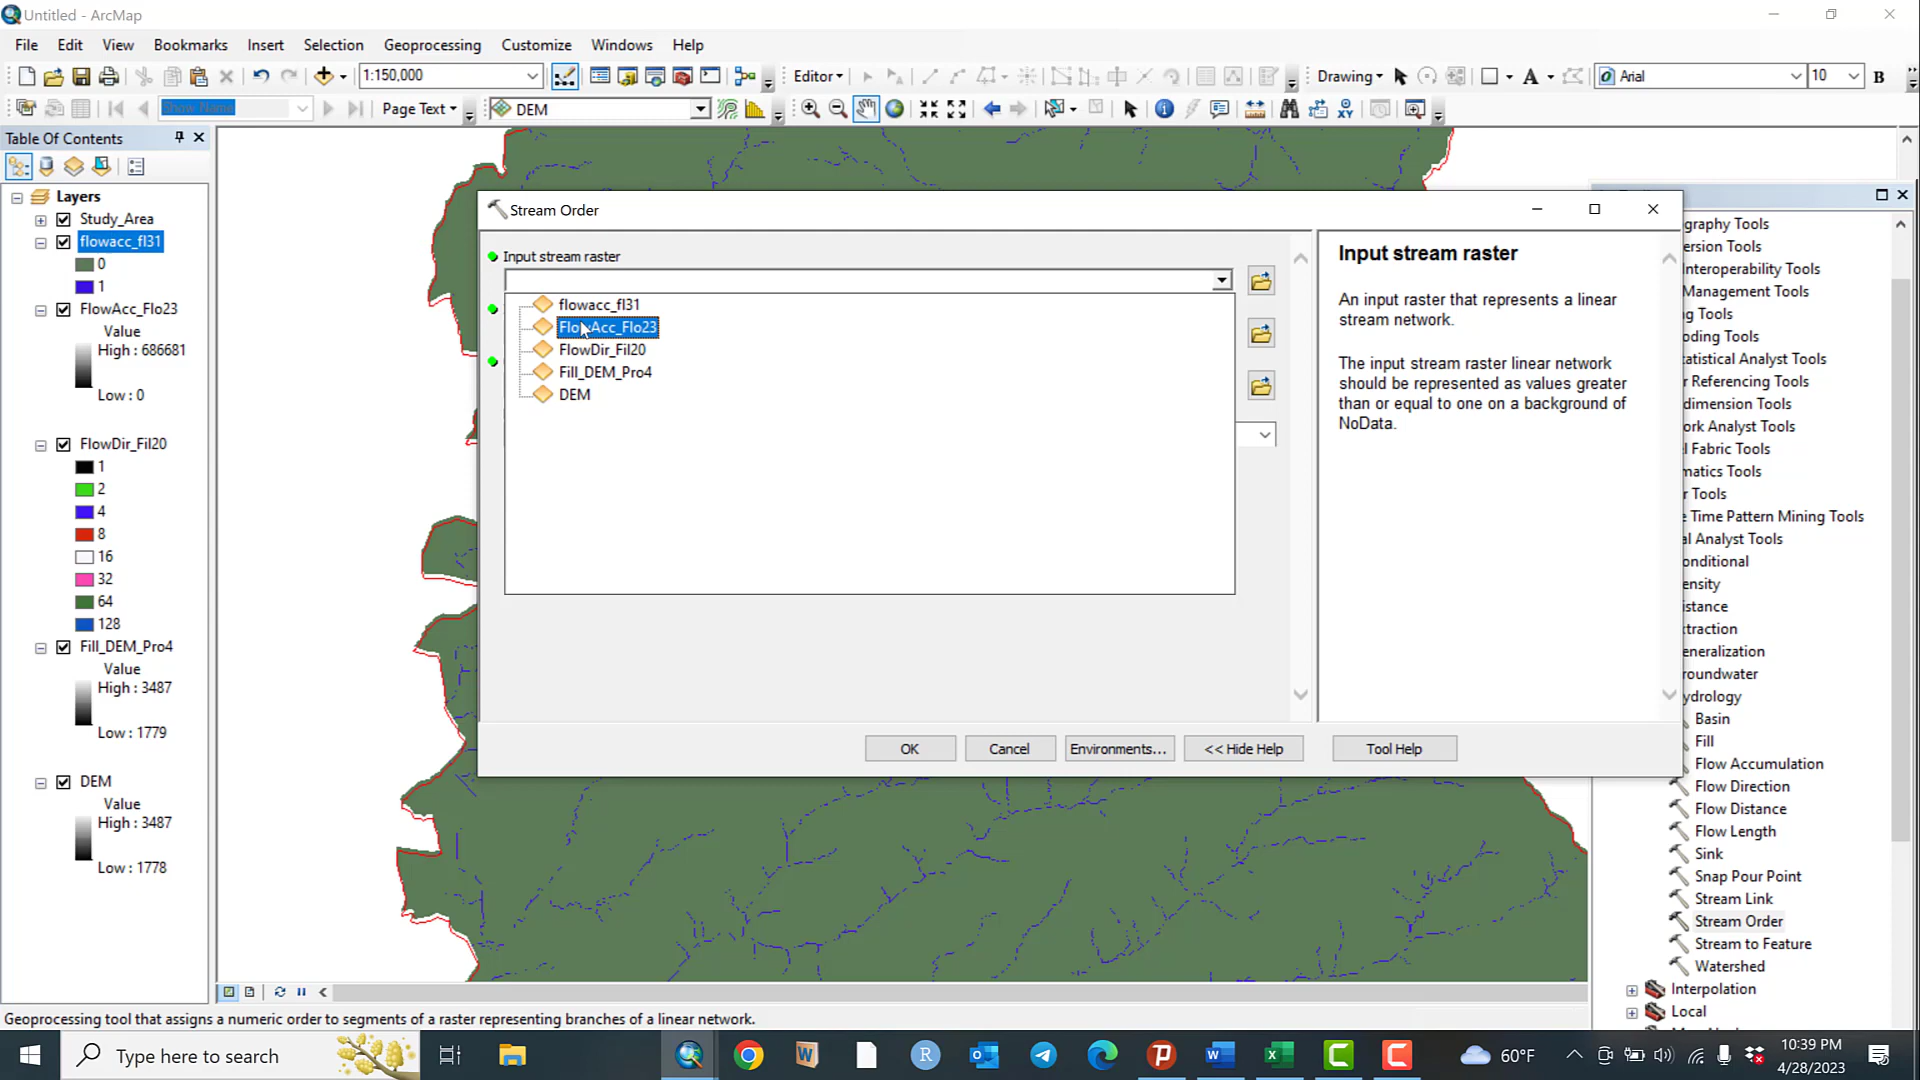 Untitled - ArcMap
File Edit View Bookmarks Insert Selection Geoprocessing Customize Windows Help
1:150,000
Editor
Drawing
A
Arial
10
B
Show Name
Page Text
DEM
Table Of Contents
Layers
Study_Area
flowacc_fl31
0
1
FlowAcc_Flo23
Value
High : 686681
Low : 0
FlowDir_Fil20
1
2
4
8
16
32
64
128
Fill_DEM_Pro4
Value
High : 3487
Low : 1779
DEM
Value
High : 3487
Low : 1778
Stream Order
Input stream raster
flowacc_fl31
FlowAcc_Flo23
FlowDir_Fil20
Fill_DEM_Pro4
DEM
OK
Cancel
Environments...
<< Hide Help
Tool Help
Input stream raster
An input raster that represents a linear
stream network.
The input stream raster linear network
should be represented as values greater
than or equal to one on a background of
NoData.
graphy Tools
ersion Tools
Interoperability Tools
Management Tools
ng Tools
tatistical Analyst Tools
r Referencing Tools
dimension Tools
ork Analyst Tools
el Fabric Tools
matics Tools
r Tools
e Time Pattern Mining Tools
al Analyst Tools
onditional
ensity
istance
xtraction
eneralization
roundwater
ydrology
Basin
Fill
Flow Accumulation
Flow Direction
Flow Distance
Flow Length
Sink
Snap Pour Point
Stream Link
Stream Order
Stream to Feature
Watershed
Interpolation
Local
Geoprocessing tool that assigns a numeric order to segments of a raster representing branches of a linear network.
Type here to search
60°F
10:39 PM
4/28/2023